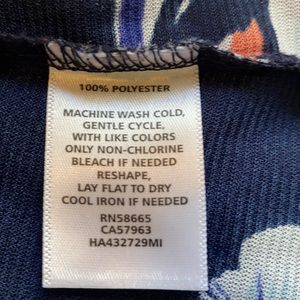 100% POLYESTER
MACHINE WASH COLD,
GENTLE CYCLE,
WITH LIKE COLORS
ONLY NON-CHLORINE
BLEACH IF NEEDED
RESHAPE,
LAY FLAT TO DRY
COOL IRON IF NEEDED
RN58665
CA57963
HA432729MI